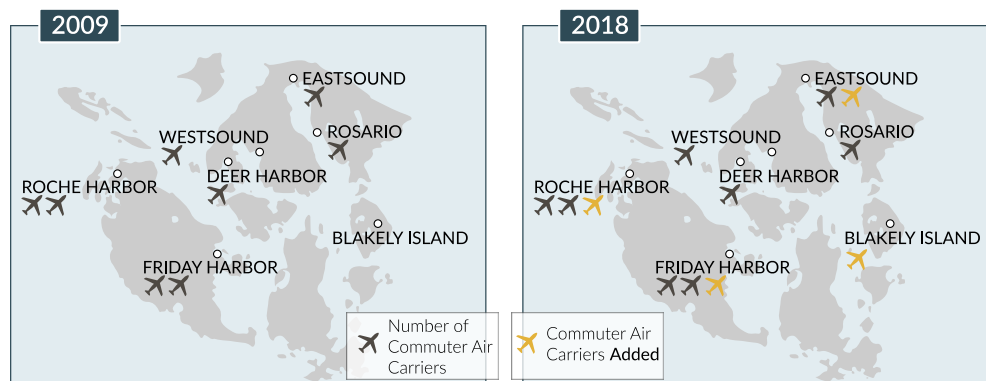 2009
EASTSOUND
WESTSOUND
ROSARIO
ROCHE HARBOR
DEER HARBOR
BLAKELY ISLAND
FRIDAY HARBOR
Number of
Commuter Air
Carriers
2018
EASTSOUND
WESTSOUND
ROSARIO
ROCHE HARBOR
DEER HARBOR
BLAKELY ISLAND
FRIDAY HARBOR
Commuter Air
Carriers Added